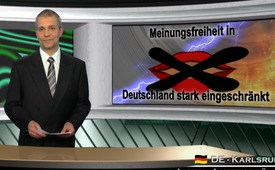 Meinungsfreiheit in
Deutschland stark eingeschränkt
DE - KARLSRU